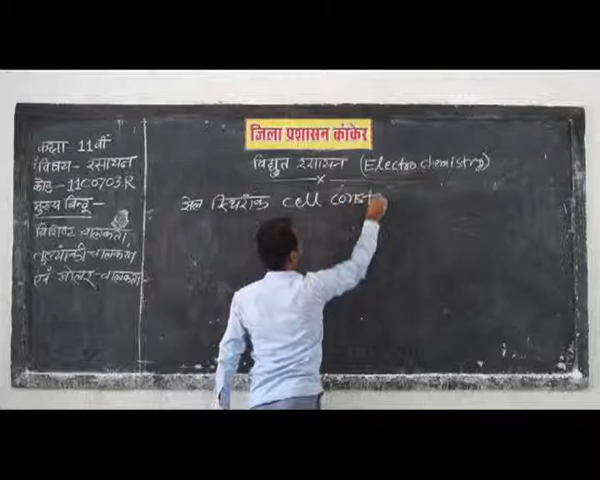 जिला प्रशासन कांकेर
विद्युत रसायन (Electrochemistry)
कक्षा - 11वीं
विषय - रसायन
कोड - 11C0703R
मुख्य बिन्दू -
विशिष्ट चालकता
तुल्यांकी चालकता
एवं मोलर चालकता
सेल स्थिरांक cell const